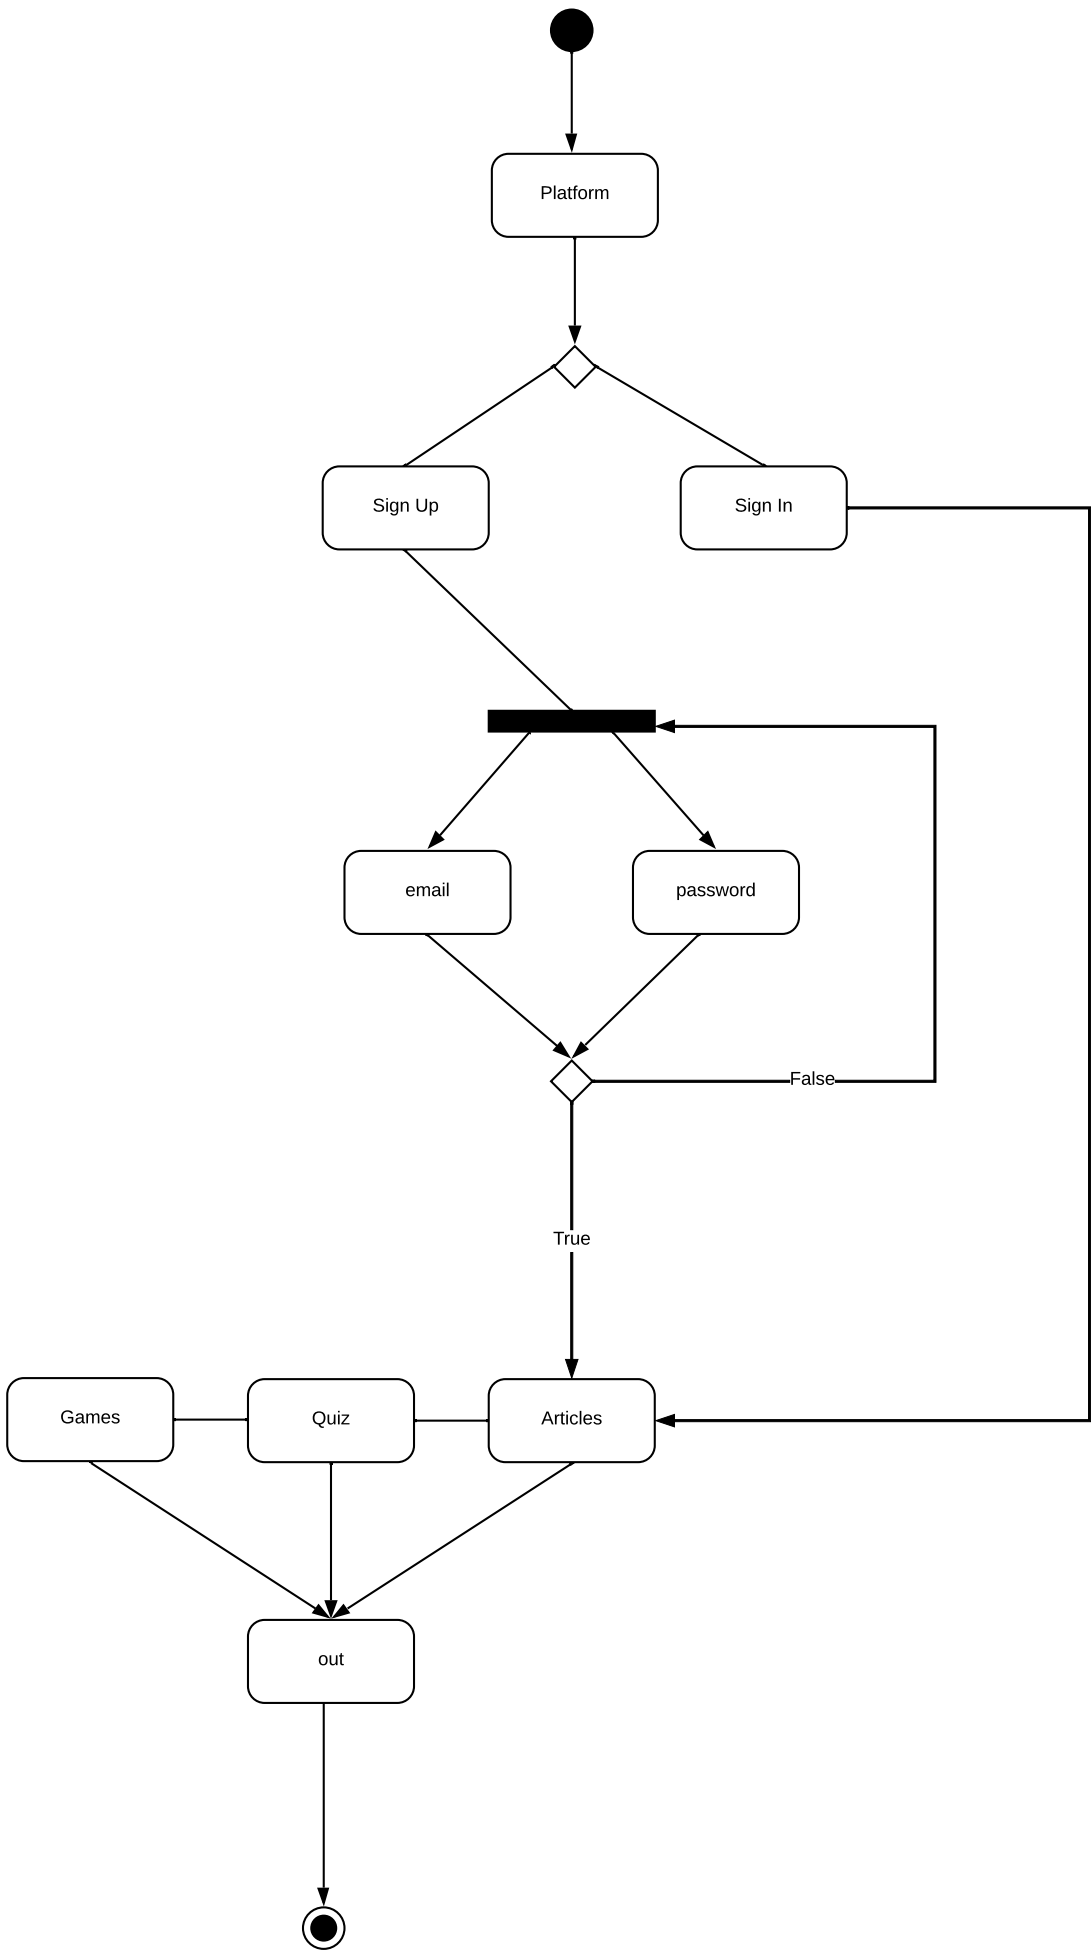 Platform
Sign Up
Sign In
email
password
False
True
Games
Quiz
Articles
out